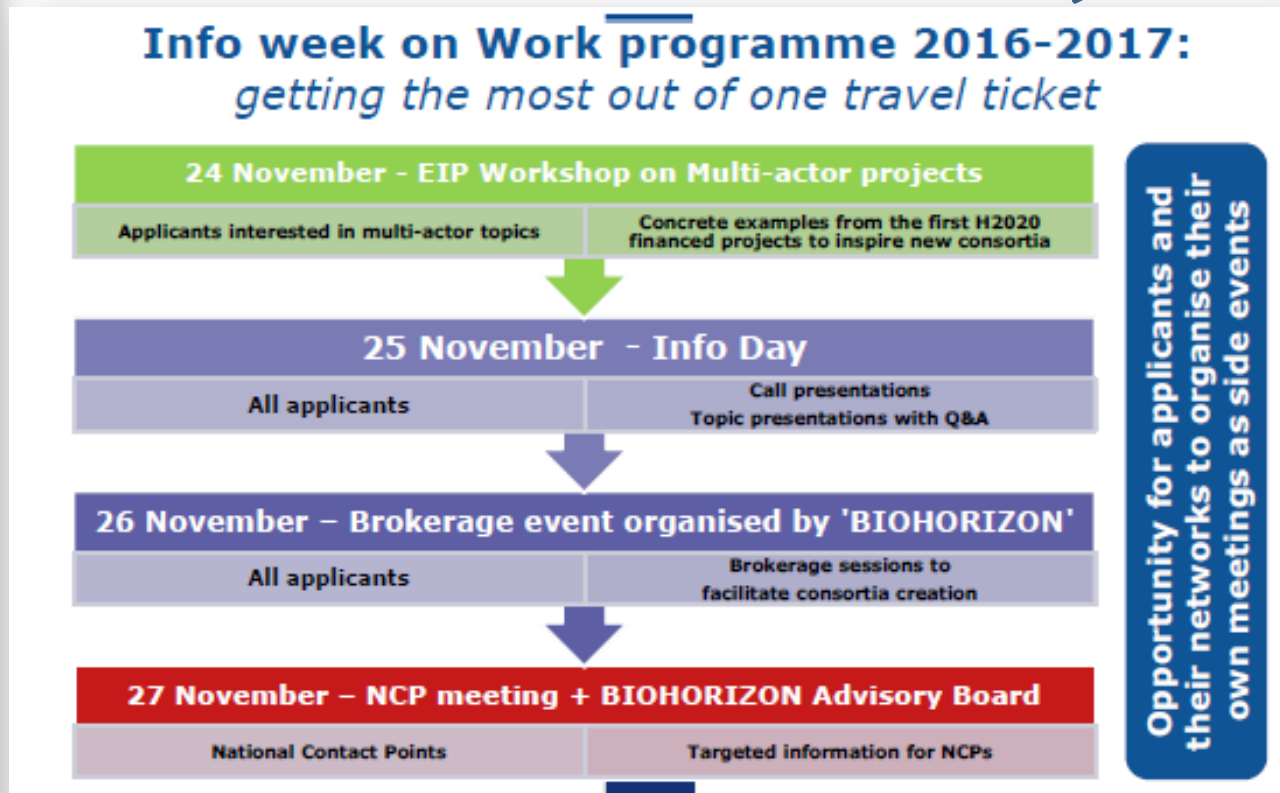 Info week on Work programme 2016-2017:
getting the most out of one travel ticket
24 November - EIP Workshop on Multi-actor projects
Applicants interested in multi-actor topics
Concrete examples from the first H2020
financed projects to inspire new consortia
25 November - Info Day
All applicants
Call presentations
Topic presentations with Q&A
26 November – Brokerage event organised by 'BIOHORIZON'
All applicants
Brokerage sessions to
facilitate consortia creation
27 November – NCP meeting + BIOHORIZON Advisory Board
National Contact Points
Targeted information for NCPs
Opportunity for applicants and
their networks to organise their
own meetings as side events